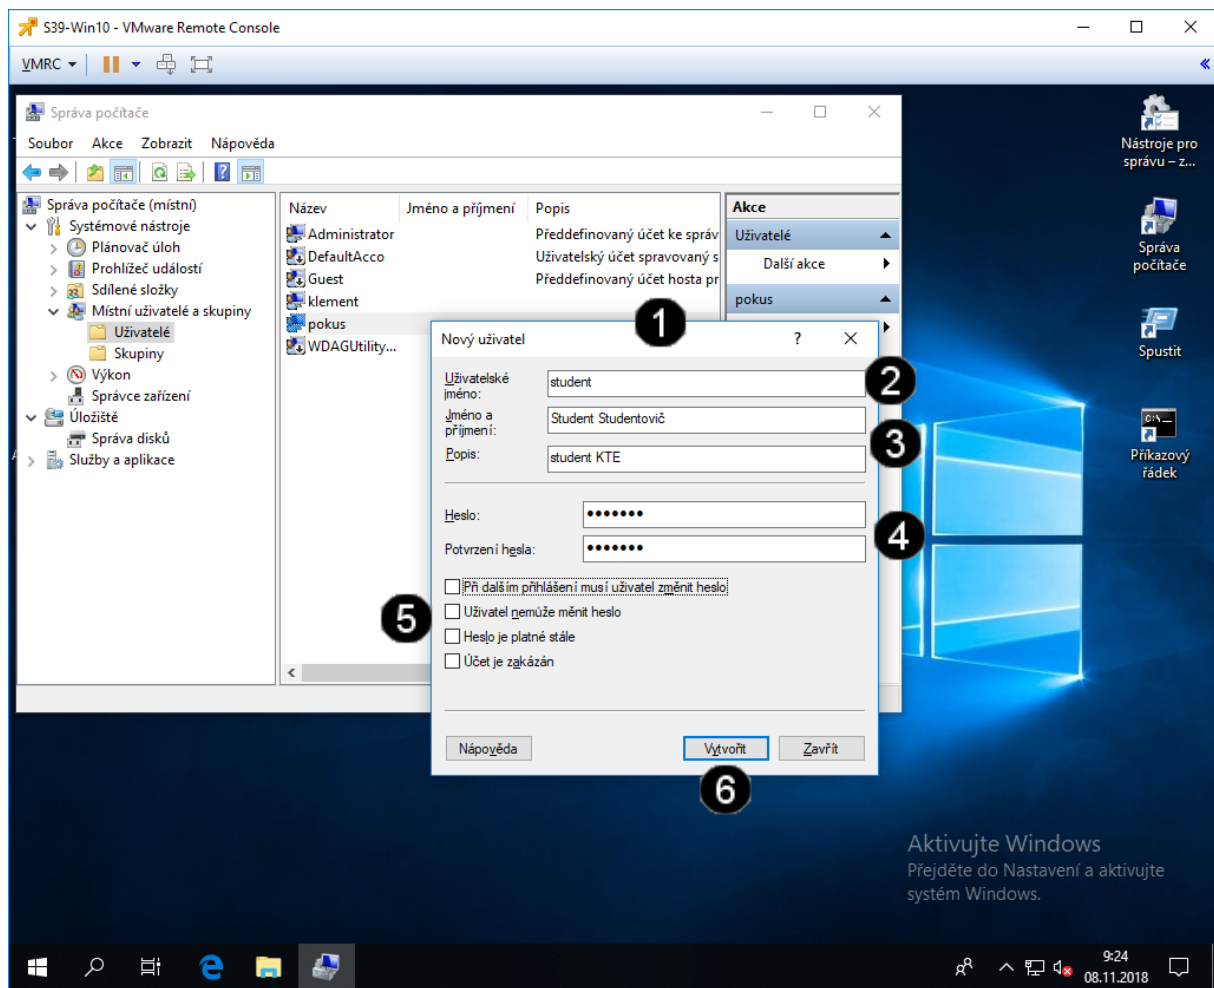 S39-Win10 - VMware Remote Console
VMRC
Správa počítače
Soubor Akce Zobrazit Nápověda
Správa počítače (místní)
Systémové nástroje
Plánovač úloh
Prohlížeč událostí
Sdílené složky
Místní uživatelé a skupiny
Uživatelé
Skupiny
Výkon
Správce zařízení
Úložiště
Správa disků
Služby a aplikace
Název Jméno a příjmení Popis
Administrator Předdefinovaný účet ke správ
DefaultAcco Uživatelský účet spravovaný s
Guest Předdefinovaný účet hosta pr
klement
pokus
WDAGUtility...
Akce
Uživatelé
Další akce
pokus
1
Nový uživatel
Uživatelské
jméno:
student
2
Jméno a
příjmení:
Student Studentovič
3
Popis:
student KTE
Heslo:
4
Potvrzení hesla:
Při dalším přihlášení musí uživatel změnit heslo
5
Uživatel nemůže měnit heslo
Heslo je platné stále
Účet je zakázán
Nápověda Vytvořit Zavřít
6
Nástroje pro
správu – z...
Správa
počítače
Spustit
C:\
Příkazový
řádek
Aktivujte Windows
Přejděte do Nastavení a aktivujte
systém Windows.
9:24
08.11.2018